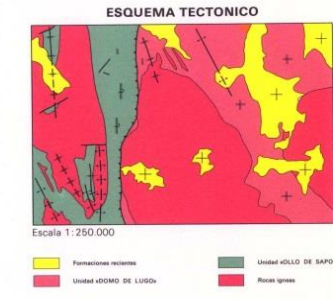 ESQUEMA TECTONICO
Escala 1:250.000
Formaciones recientes
Unidad «OLLO DE SAPO
Unidad «DOMO DE LUGO»
Rocas igneas